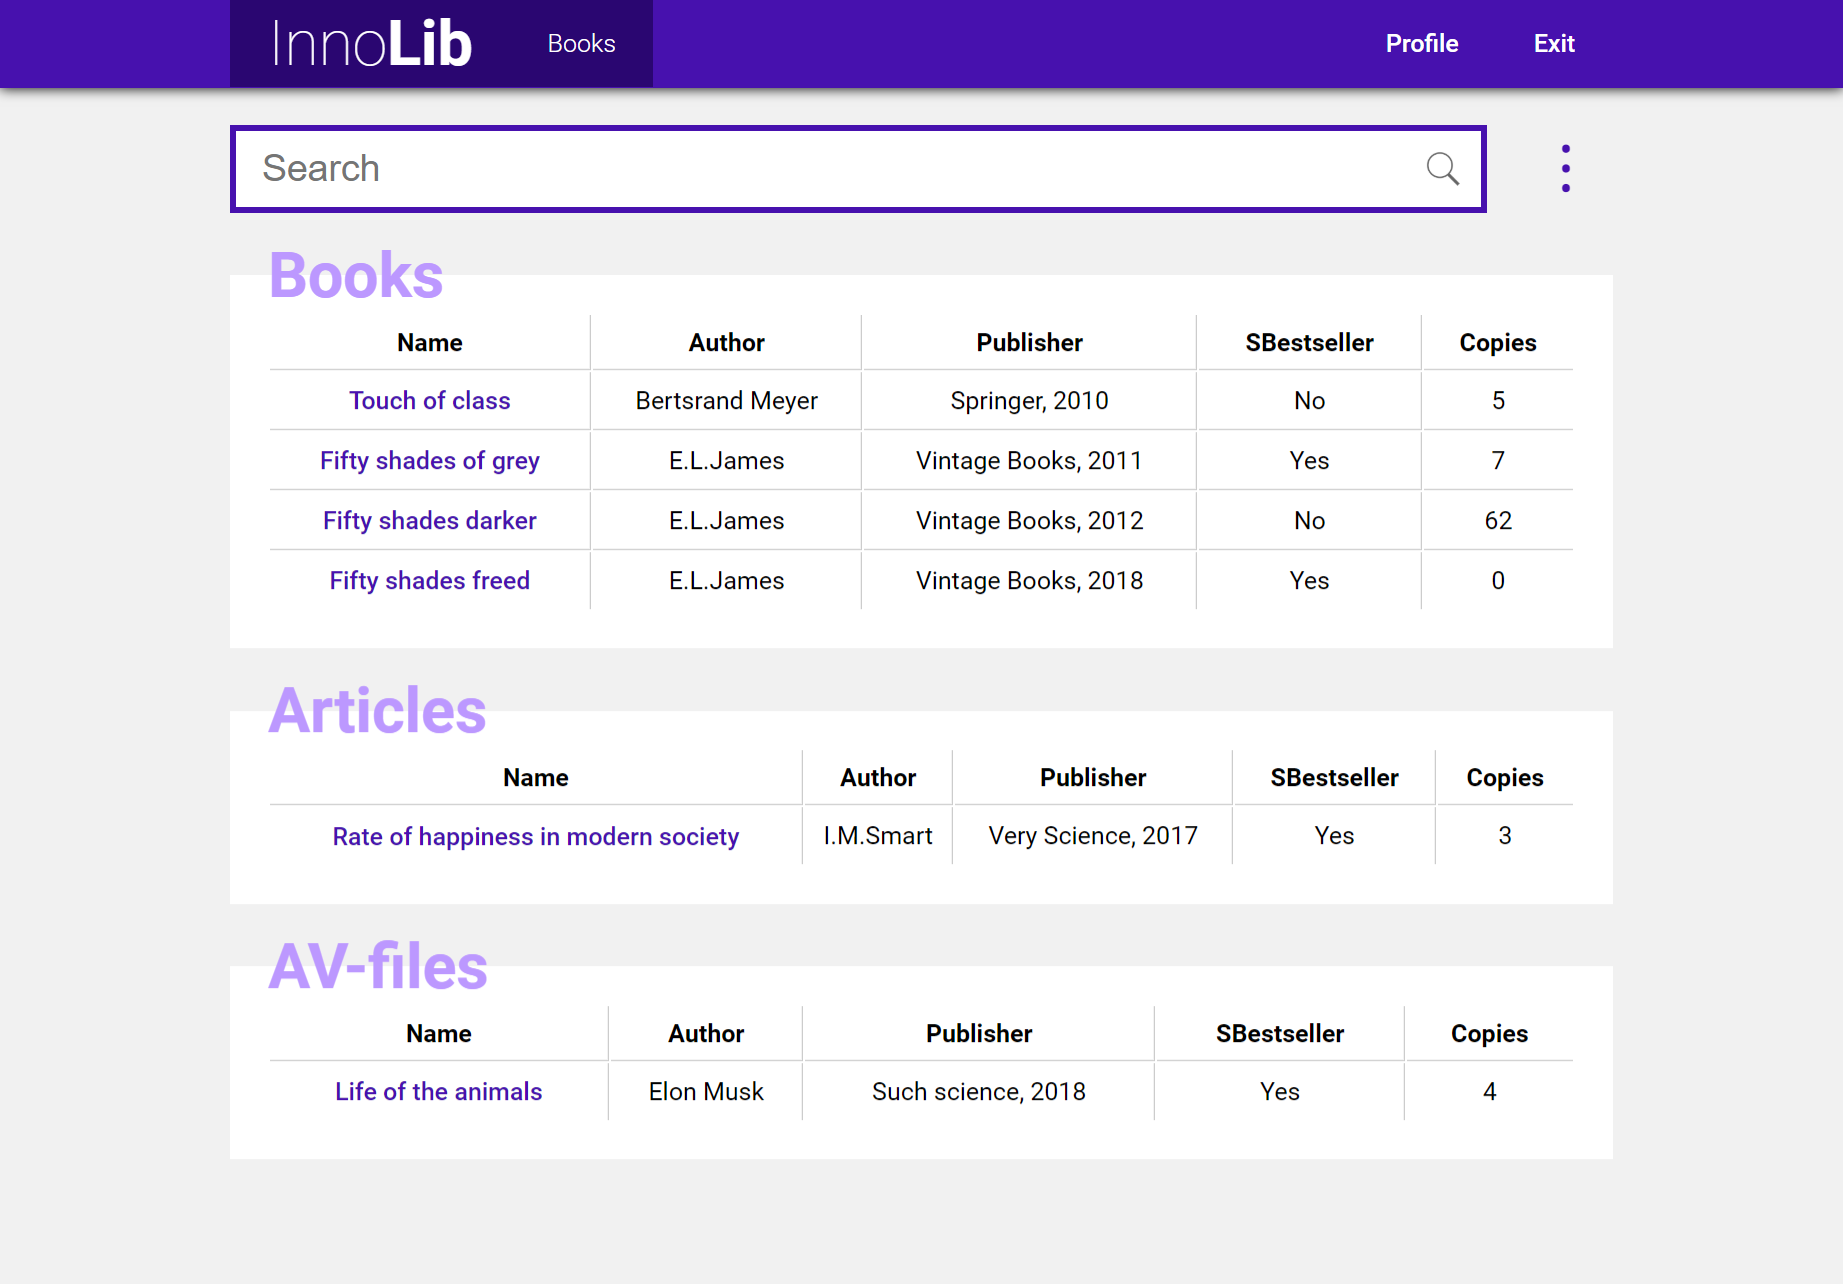 InnoLib Books Profile Exit
Search
Books
Name Author Publisher SBestseller Copies
Touch of class Bertsrand Meyer Springer, 2010 No 5
Fifty shades of grey E.L.James Vintage Books, 2011 Yes 7
Fifty shades darker E.L.James Vintage Books, 2012 No 62
Fifty shades freed E.L.James Vintage Books, 2018 Yes 0
Articles
Name Author Publisher SBestseller Copies
Rate of happiness in modern society I.M.Smart Very Science, 2017 Yes 3
AV-files
Name Author Publisher SBestseller Copies
Life of the animals Elon Musk Such science, 2018 Yes 4